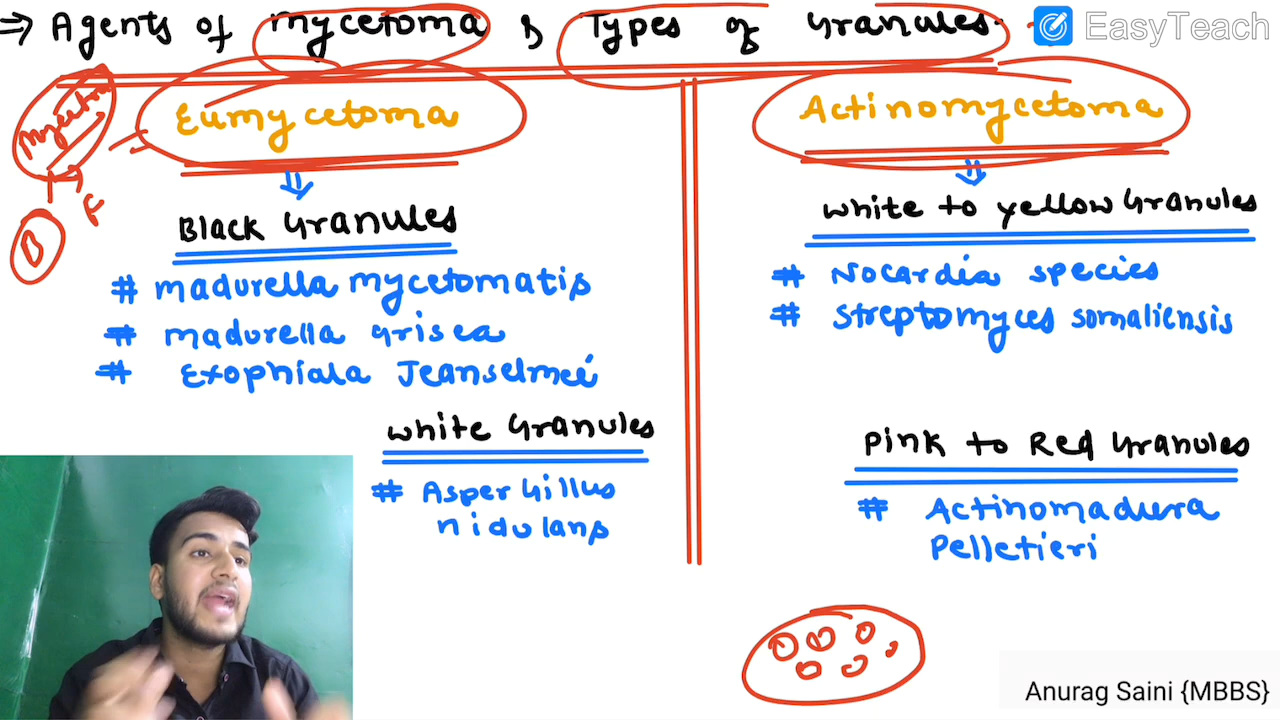 ⇒ Agents of mycetoma & Types of Granules.
EasyTeach
Mycetoma
B
F
Eumycetoma
Black Granules
# madurella mycetomatis
# madurella Grisea
# Exophiala Jeanselmei
white Granules
# Aspergillus
nidulans
Actinomycetoma
White to yellow Granules
# Nocardia species
# Streptomyces somaliensis
Pink to Red Granules
# Actinomadura
Pelletieri
Anurag Saini {MBBS}